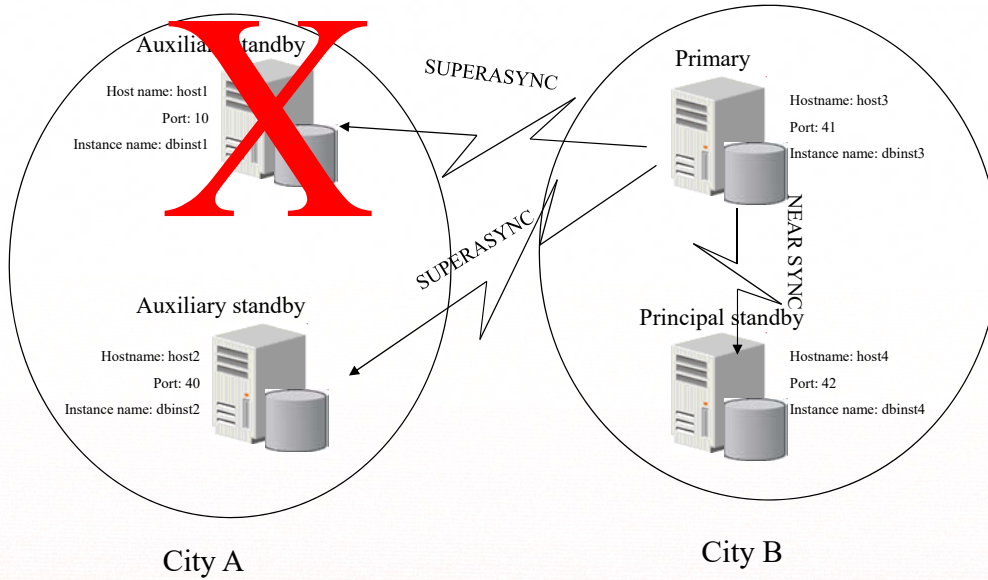 Auxiliary standby
Host name: host1
Port: 10
Instance name: dbinst1
X
SUPERASYNC
Primary
Hostname: host3
Port: 41
Instance name: dbinst3
SUPERASYNC
NEAR SYNC
Auxiliary standby
Hostname: host2
Port: 40
Instance name: dbinst2
Principal standby
Hostname: host4
Port: 42
Instance name: dbinst4
City A
City B